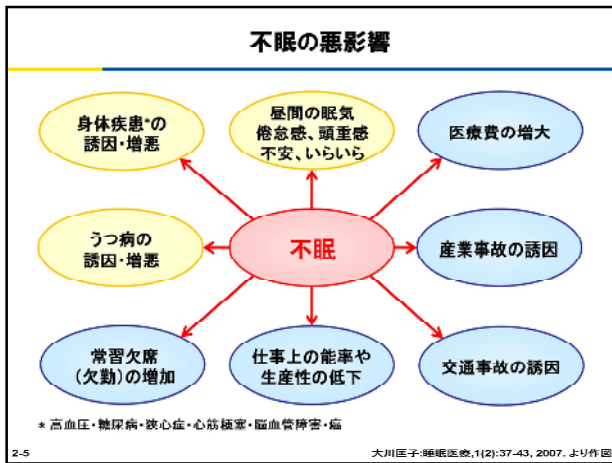 不眠の悪影響
身体疾患*の
誘因・増悪
昼間の眠気
倦怠感、頭重感
不安、いらいら
医療費の増大
うつ病の
誘因・増悪
不眠
産業事故の誘因
常習欠席
(欠勤)の増加
仕事上の能率や
生産性の低下
交通事故の誘因
* 高血圧・糖尿病・狭心症・心筋梗塞・脳血管障害・癌
2-5
大川匡子:睡眠医療,1(2):37-43, 2007. より作図